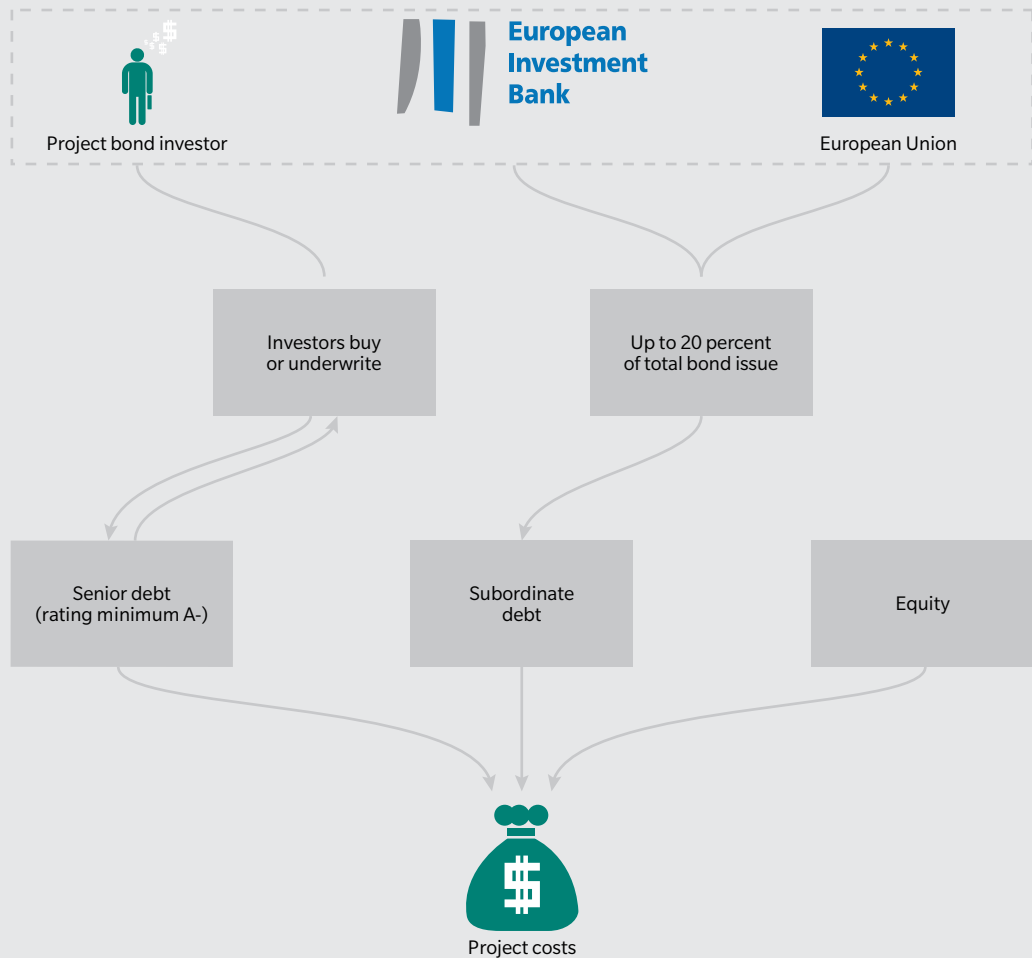 European
Investment
Bank
Project bond investor
European Union
Investors buy
or underwrite
Up to 20 percent
of total bond issue
Senior debt
(rating minimum A-)
Subordinate
debt
Equity
$
Project costs